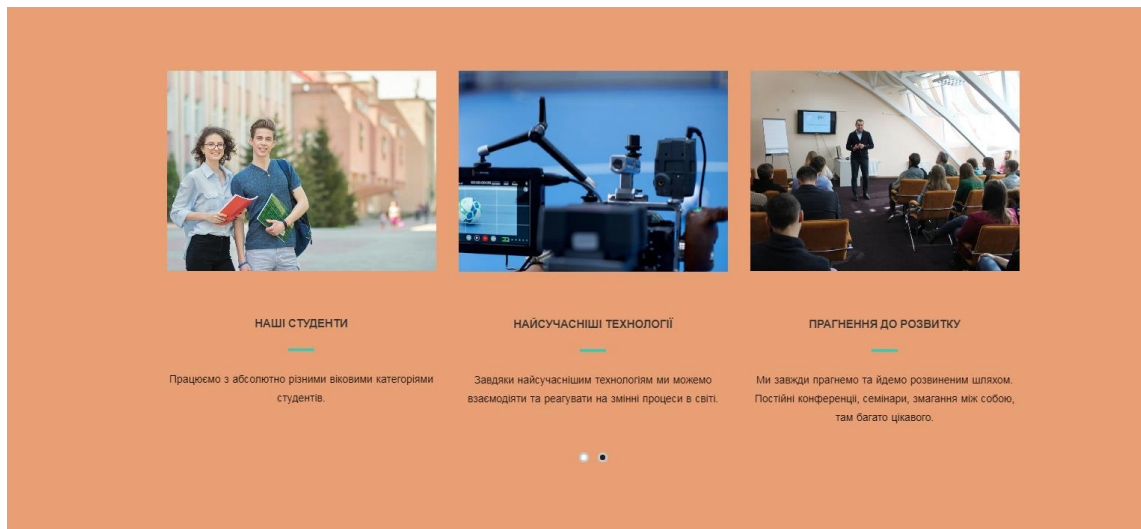 НАШІ СТУДЕНТИ
Працюємо з абсолютно різними віковими категоріями
студентів.
НАЙСУЧАСНІШІ ТЕХНОЛОГІЇ
Завдяки найсучаснішим технологіям ми можемо
взаємодіяти та реагувати на змінні процеси в світі.
ПРАГНЕННЯ ДО РОЗВИТКУ
Ми завжди прагнемо та йдемо розвиненим шляхом.
Постійні конференції, семінари, змагання між собою,
там багато цікавого.